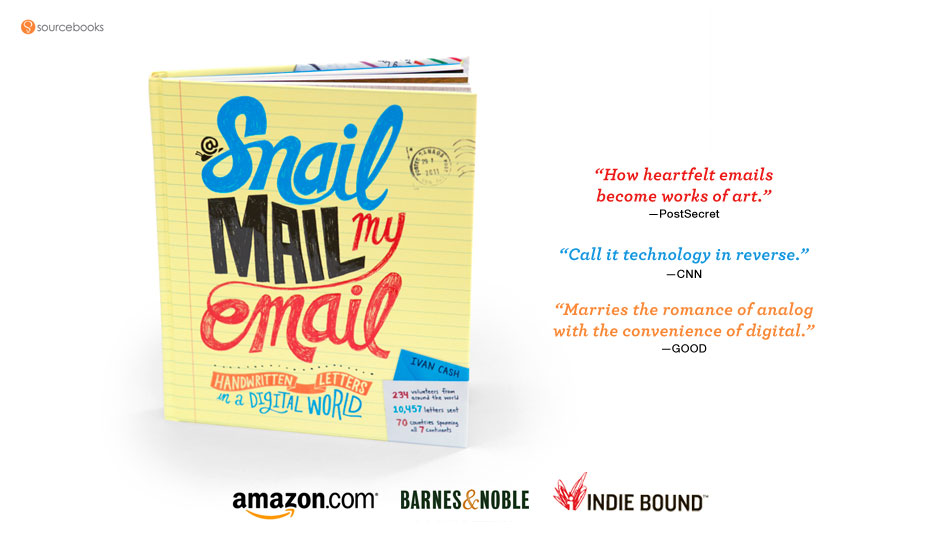 sourcebooks
@
Snail
MAIL my
email
HANDWRITTEN LETTERS
in a DIGITAL WORLD
CANADA
2011
IVAN CASH
234 volunteers from
around the world
10,457 letters sent
70 countries spanning
all 7 continents
“How heartfelt emails
become works of art.”
—PostSecret
“Call it technology in reverse.”
—CNN
“Marries the romance of analog
with the convenience of digital.”
—GOOD
amazon.com®
BARNES&NOBLE
INDIE BOUND™